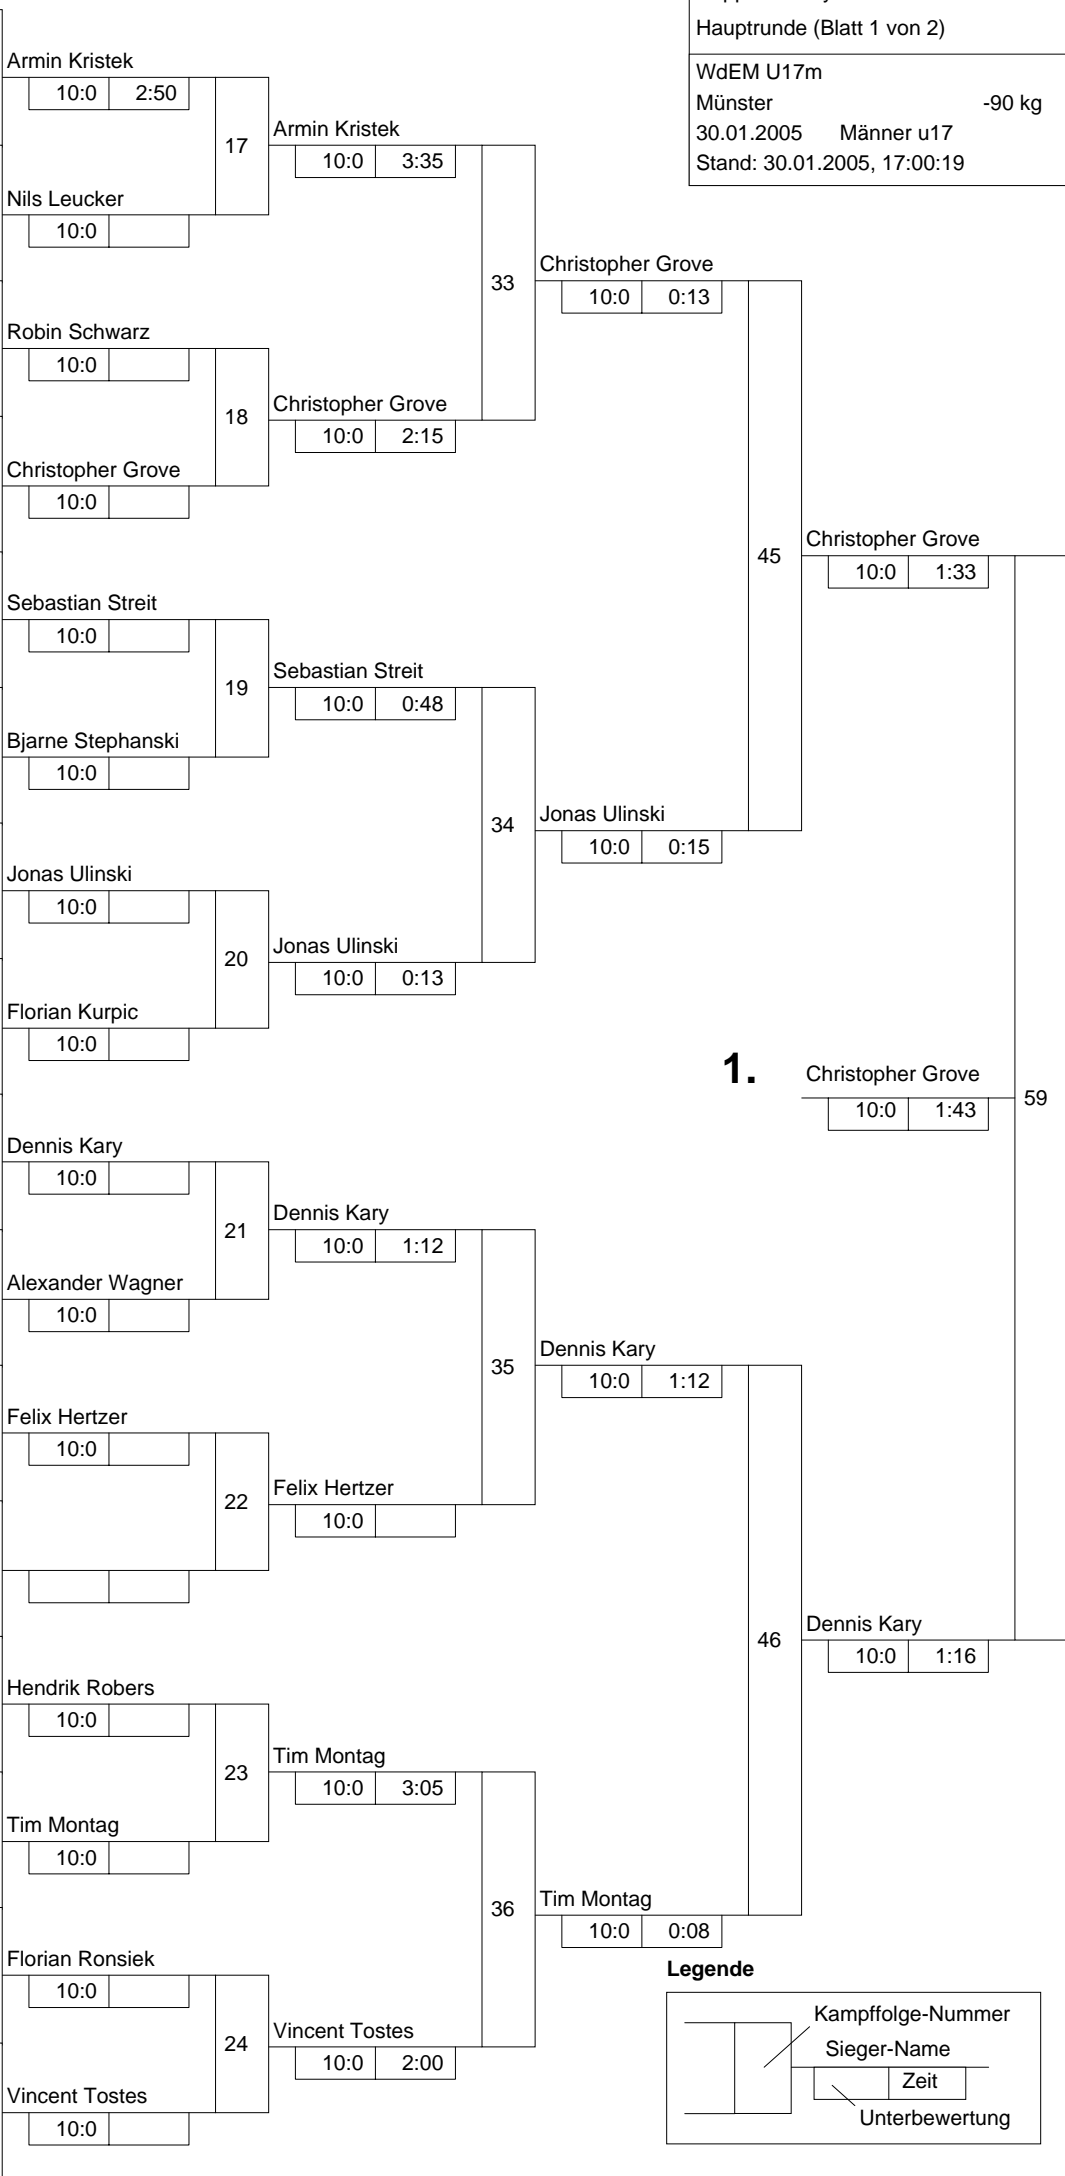 Hauptrunde (Blatt 1 von 2)
WdEM U17m
Münster -90 kg
30.01.2005 Männer u17
Stand: 30.01.2005, 17:00:19
Armin Kristek
10:0 2:50
17
Nils Leucker
10:0
Armin Kristek
10:0 3:35
33
Robin Schwarz
10:0
18
Christopher Grove
10:0
Christopher Grove
10:0 2:15
Christopher Grove
10:0 0:13
45
Sebastian Streit
10:0
19
Bjarne Stephanski
10:0
Sebastian Streit
10:0 0:48
34
Jonas Ulinski
10:0
20
Florian Kurpic
10:0
Jonas Ulinski
10:0 0:13
Jonas Ulinski
10:0 0:15
Christopher Grove
10:0 1:33
1. Christopher Grove
10:0 1:43
59
Dennis Kary
10:0
21
Alexander Wagner
10:0
Dennis Kary
10:0 1:12
35
Felix Hertzer
10:0
22
Felix Hertzer
10:0
Dennis Kary
10:0 1:12
46
Dennis Kary
10:0 1:16
Hendrik Robers
10:0
23
Tim Montag
10:0
Tim Montag
10:0 3:05
36
Florian Ronsiek
10:0
24
Vincent Tostes
10:0
Vincent Tostes
10:0 2:00
Tim Montag
10:0 0:08
Legende
Kampffolge-Nummer
Sieger-Name
Zeit
Unterbewertung